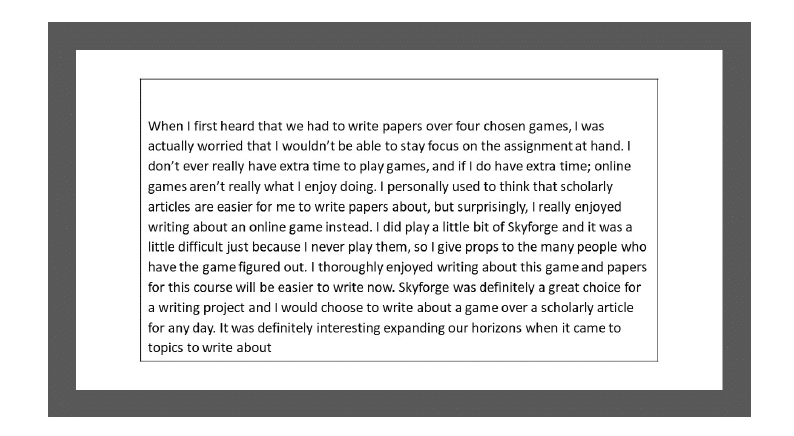 When I first heard that we had to write papers over four chosen games, I was
actually worried that I wouldn't be able to stay focus on the assignment at hand. I
don't ever really have extra time to play games, and if I do have extra time; online
games aren't really what I enjoy doing. I personally used to think that scholarly
articles are easier for me to write papers about, but surprisingly, I really enjoyed
writing about an online game instead. I did play a little bit of Skyforge and it was a
little difficult just because I never play them, so I give props to the many people who
have the game figured out. I thoroughly enjoyed writing about this game and papers
for this course will be easier to write now. Skyforge was definitely a great choice for
a writing project and I would choose to write about a game over a scholarly article
for any day. It was definitely interesting expanding our horizons when it came to
topics to write about